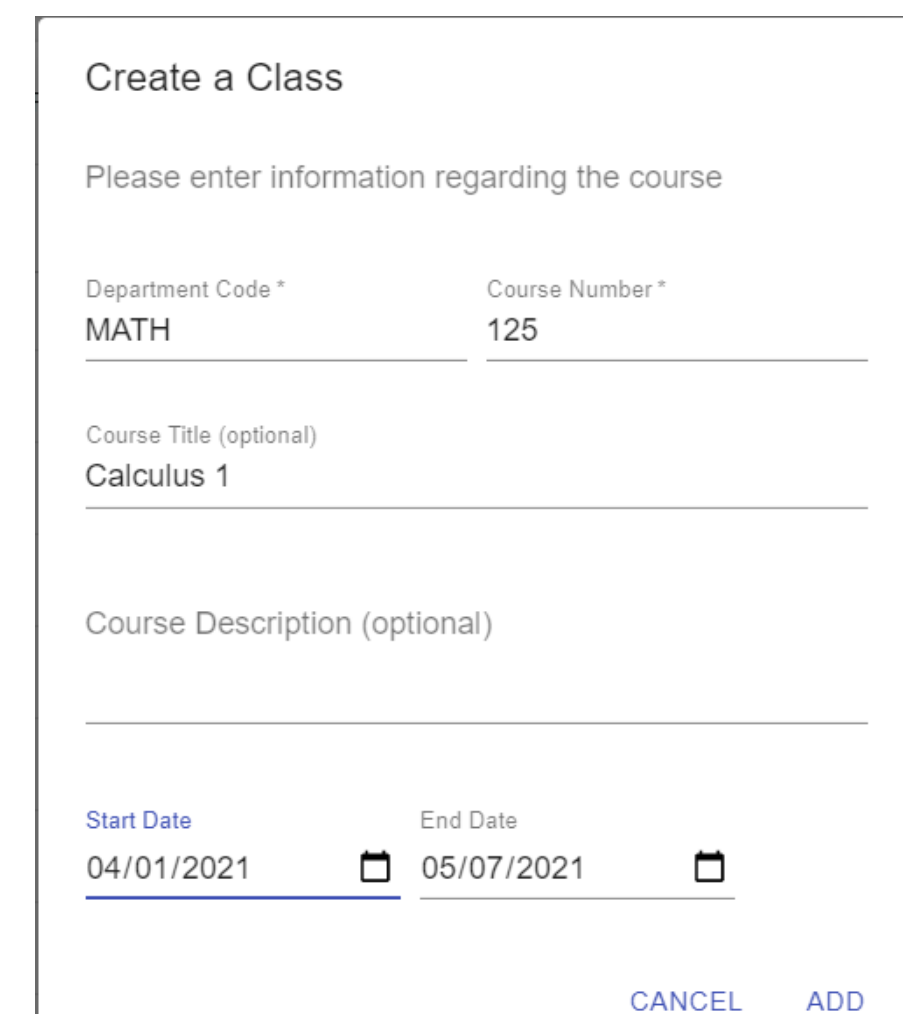 Create a Class
Please enter information regarding the course
Department Code * Course Number *
MATH 125
Course Title (optional)
Calculus 1
Course Description (optional)
Start Date End Date
04/01/2021 05/07/2021
CANCEL ADD